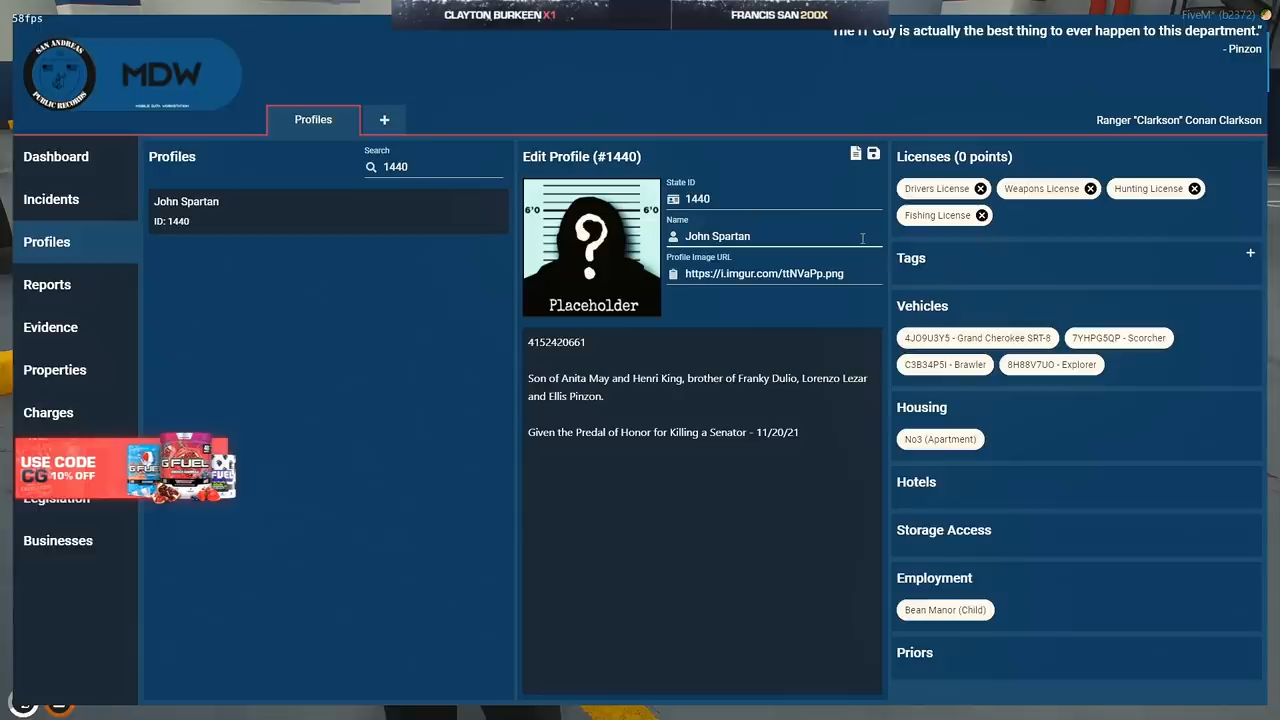 58fps
CLAYTON BURKEEN X1
FRANCIS SAN 200X
FiveM* (b2372)
The IT Guy is actually the best thing to ever happen to this department."
- Pinzon
SAN ANDREAS
PUBLIC RECORDS
MDW
MOBILE DATA WORKSTATION
Profiles
+
Ranger "Clarkson" Conan Clarkson
Dashboard
Incidents
Profiles
Reports
Evidence
Properties
Charges
Legislation
Businesses
USE CODE
CG 10% OFF
G FUEL
Profiles
Search
1440
John Spartan
ID: 1440
Edit Profile (#1440)
6'0
6'0
?
Placeholder
State ID
1440
Name
John Spartan
Profile Image URL
https://i.imgur.com/ttNVaPp.png
4152420661
Son of Anita May and Henri King, brother of Franky Dulio, Lorenzo Lezar
and Ellis Pinzon.
Given the Predal of Honor for Killing a Senator - 11/20/21
Licenses (0 points)
Drivers License
Weapons License
Hunting License
Fishing License
Tags
+
Vehicles
4JO9U3Y5 - Grand Cherokee SRT-8
7YHPG5QP - Scorcher
C3B34P5I - Brawler
8H88V7UO - Explorer
Housing
No3 (Apartment)
Hotels
Storage Access
Employment
Bean Manor (Child)
Priors